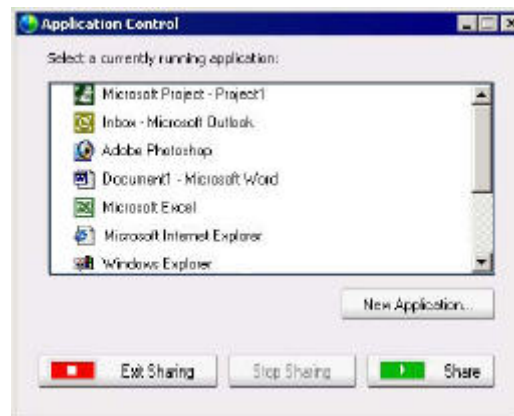 Application Control
Select a currently running application:
Microsoft Project - Project1
Inbox - Microsoft Outlook
Adobe Photoshop
Document1 - Microsoft Word
Microsoft Excel
Microsoft Internet Explorer
Windows Explorer
New Application...
Exit Sharing
Stop Sharing
Share